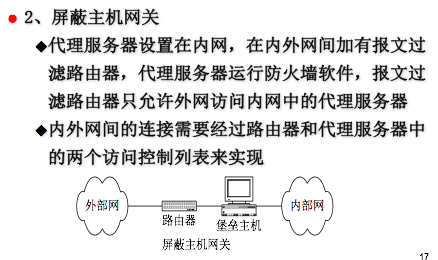 2、屏蔽主机网关
代理服务器设置在内网，在内外网间加有报文过
滤路由器，代理服务器运行防火墙软件，报文过
滤路由器只允许外网访问内网中的代理服务器
内外网间的连接需要经过路由器和代理服务器中
的两个访问控制列表来实现
外部网
路由器
堡垒主机
内部网
屏蔽主机网关
17